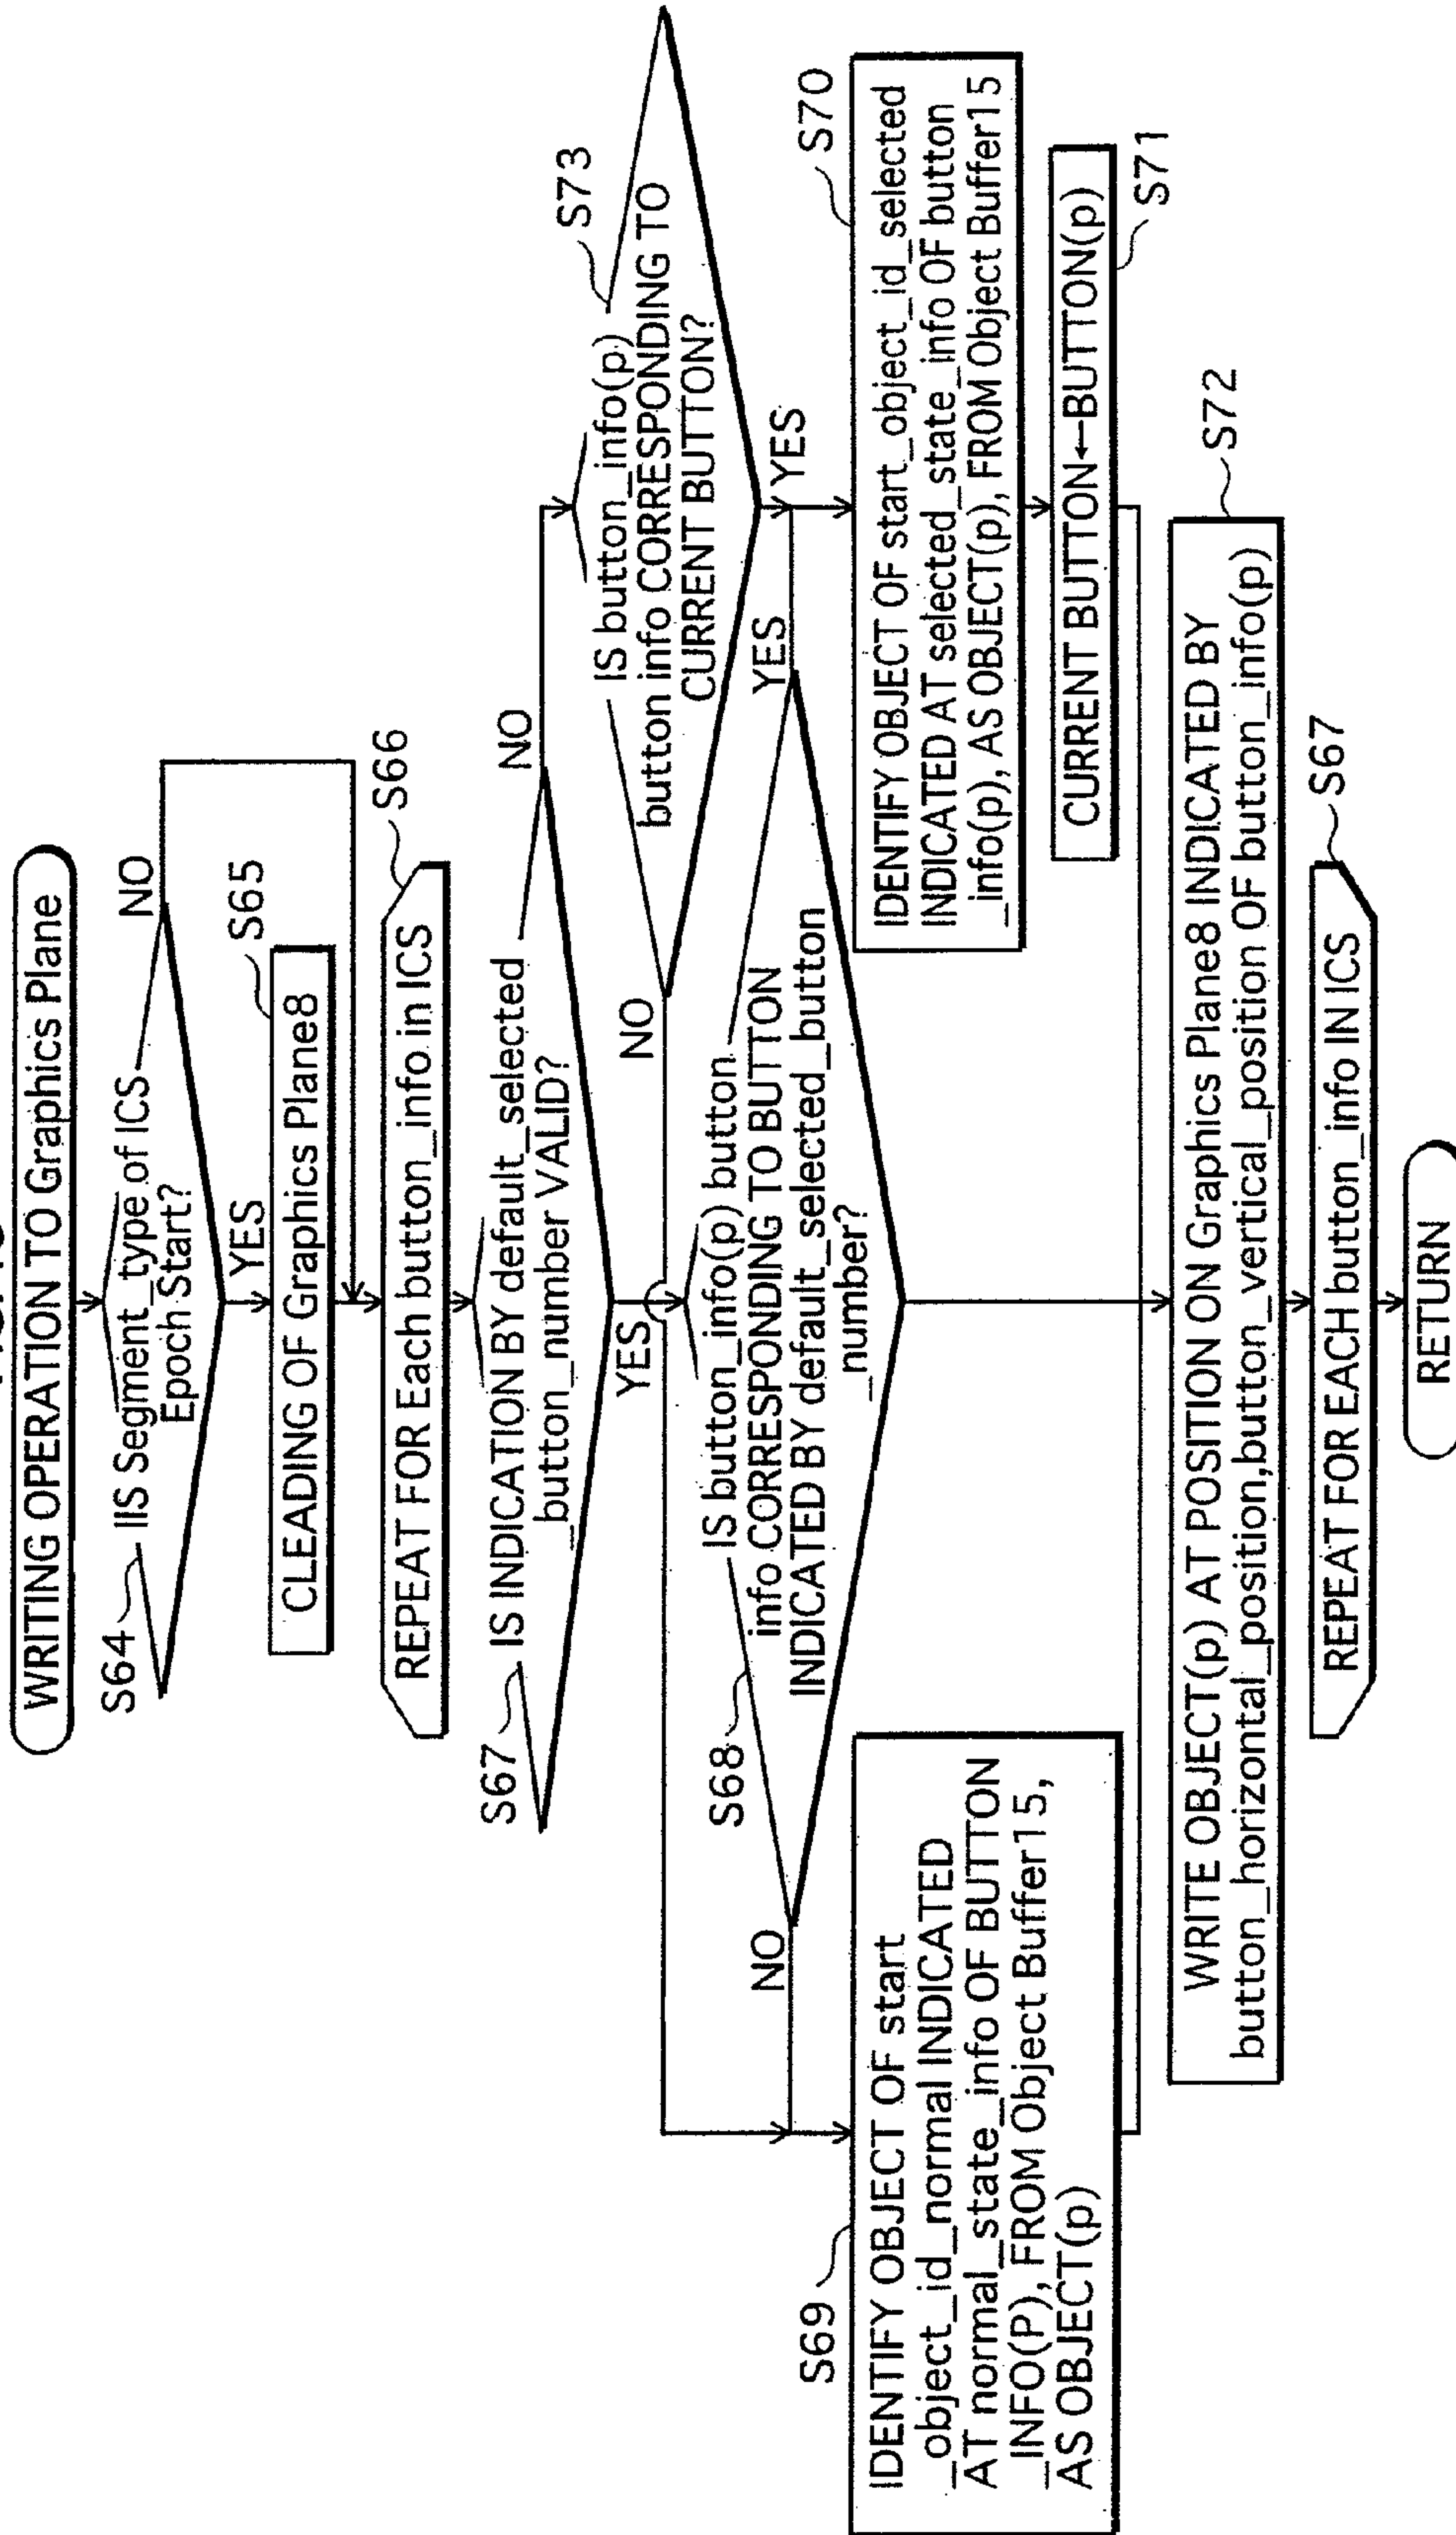 WRITING OPERATION TO Graphics Plane
S64
IIS Segment_type of ICS
Epoch Start?
NO
YES
S65
CLEADING OF Graphics Plane8
S66
REPEAT FOR Each button_info in ICS
S67
IS INDICATION BY default_selected
_button_number VALID?
NO
YES
S73
IS button_info(p)
button info CORRESPONDING TO
CURRENT BUTTON?
NO
YES
S68
IS button_info(p) button
info CORRESPONDING TO BUTTON
INDICATED BY default_selected_button
_number?
NO
YES
S69
IDENTIFY OBJECT OF start
_object_id_normal INDICATED
AT normal_state_info OF BUTTON
_INFO(P), FROM Object Buffer15,
AS OBJECT(p)
S70
IDENTIFY OBJECT OF start_object_id_selected
INDICATED AT selected_state_info OF button
_info(p), AS OBJECT(p), FROM Object Buffer15
CURRENT BUTTON←BUTTON(p)
S71
S72
WRITE OBJECT(p) AT POSITION ON Graphics Plane8 INDICATED BY
button_horizontal_position,button_vertical_position OF button_info(p)
S67
REPEAT FOR EACH button_info IN ICS
RETURN